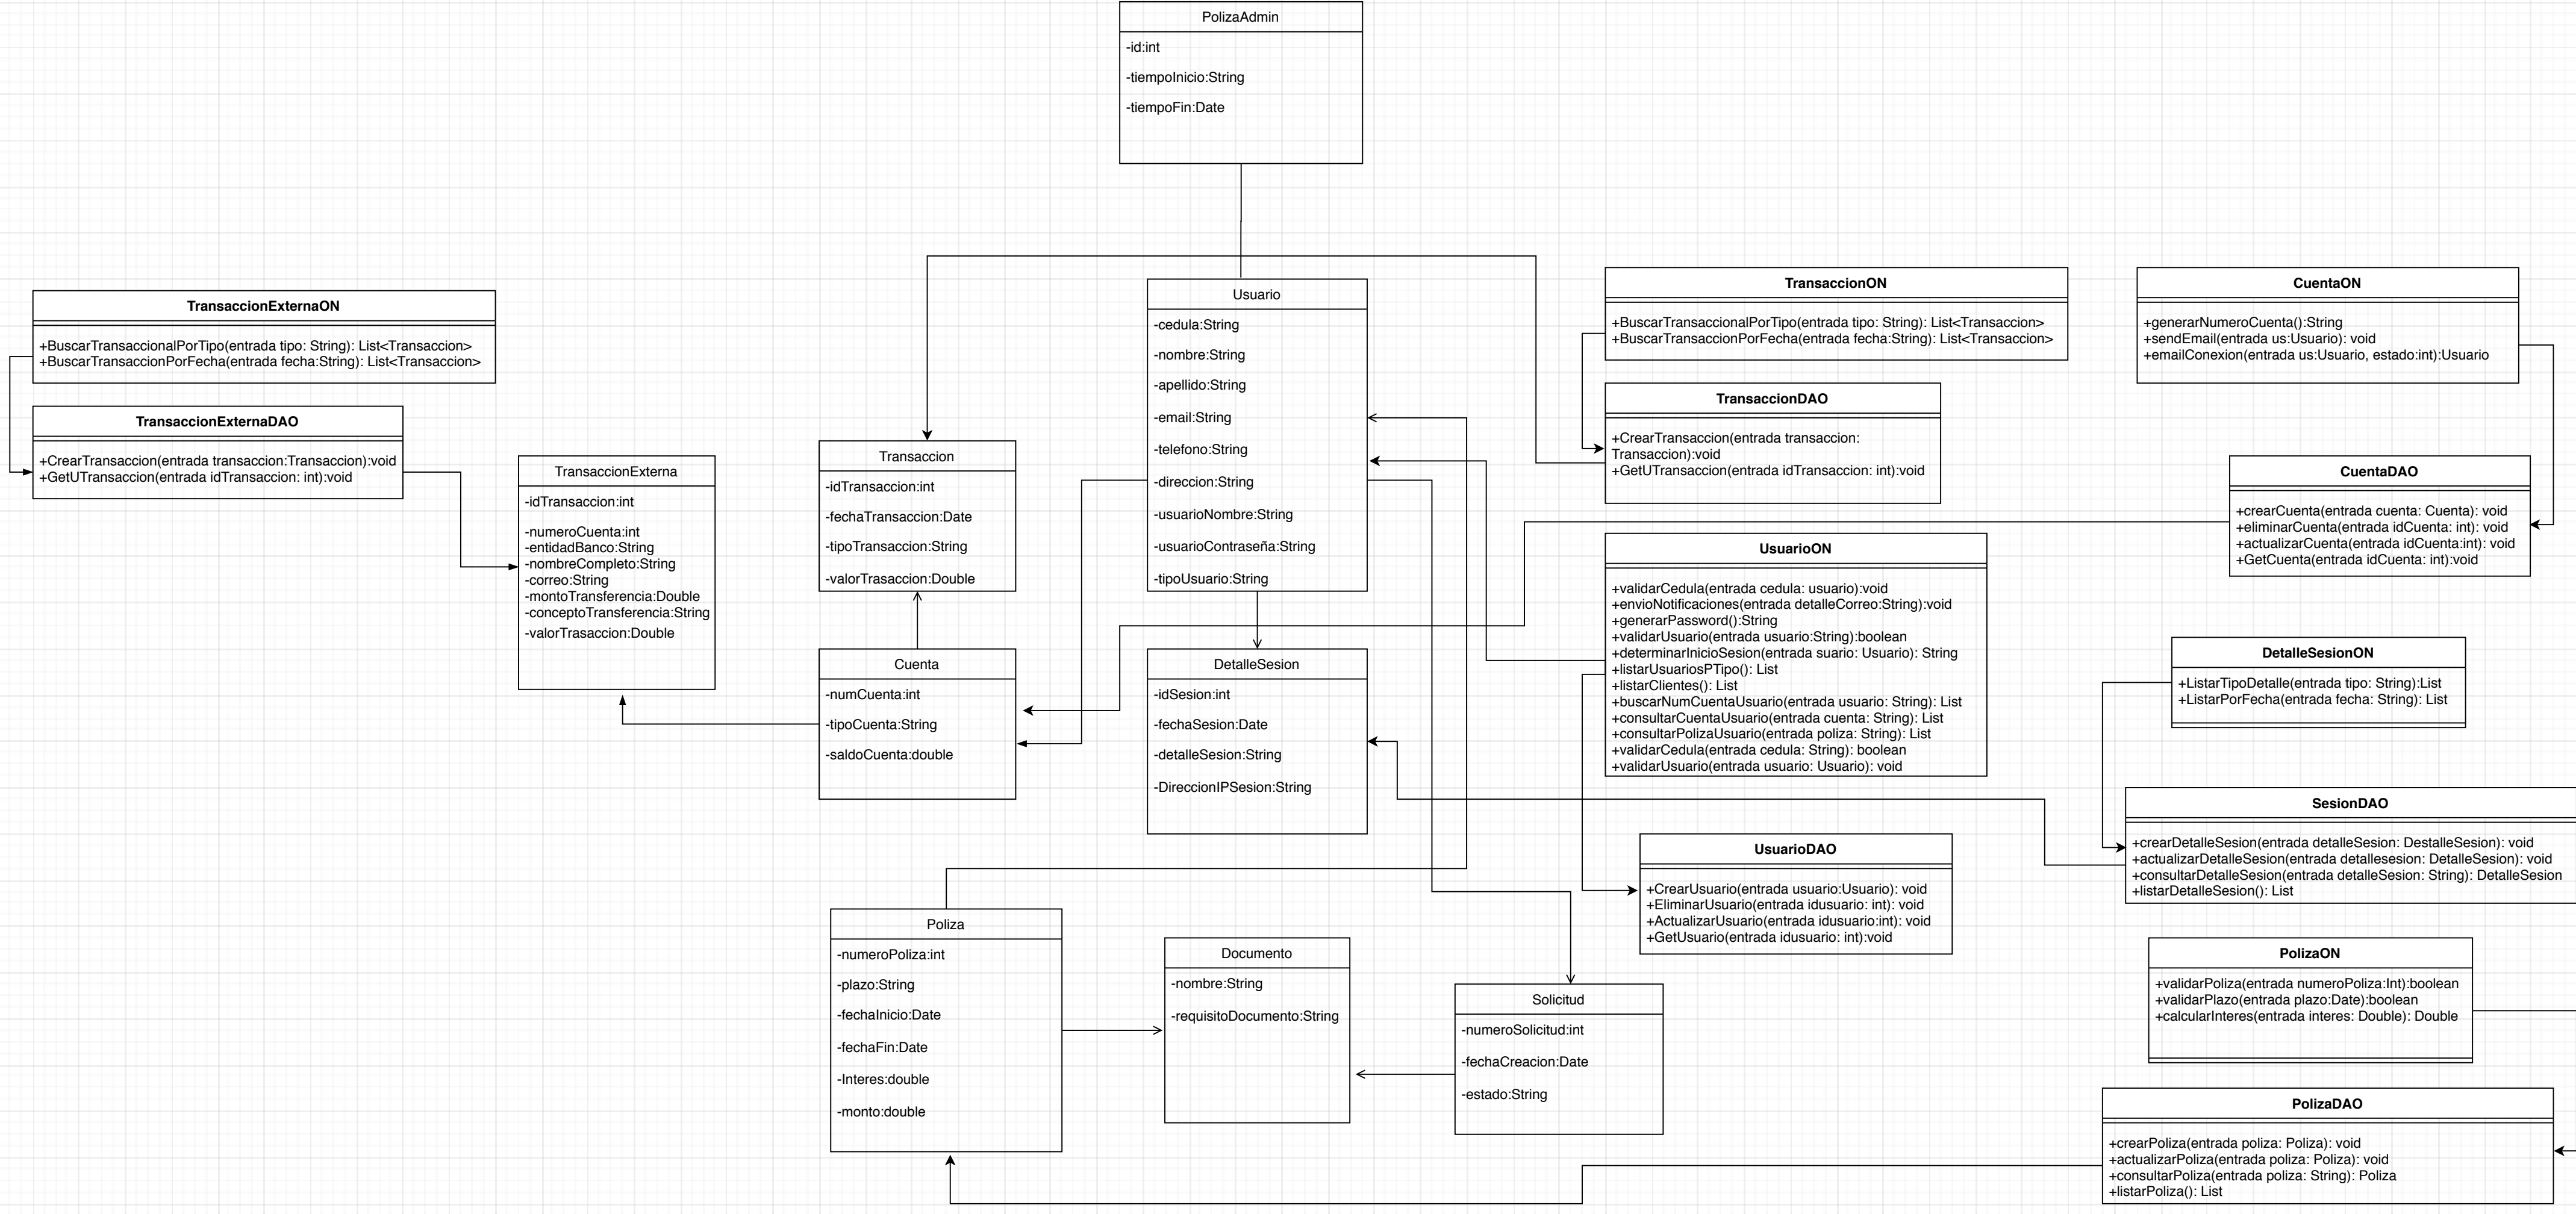 PolizaAdmin
-id:int
-tiempoInicio:String
-tiempoFin:Date
TransaccionExternaON
+BuscarTransaccionalPorTipo(entrada tipo: String): List<Transaccion>
+BuscarTransaccionPorFecha(entrada fecha:String): List<Transaccion>
TransaccionExternaDAO
+CrearTransaccion(entrada transaccion:Transaccion):void
+GetUTransaccion(entrada idTransaccion: int):void
TransaccionExterna
-idTransaccion:int
-numeroCuenta:int
-entidadBanco:String
-nombreCompleto:String
-correo:String
-montoTransferencia:Double
-conceptoTransferencia:String
-valorTrasaccion:Double
Transaccion
-idTransaccion:int
-fechaTransaccion:Date
-tipoTransaccion:String
-valorTrasaccion:Double
Cuenta
-numCuenta:int
-tipoCuenta:String
-saldoCuenta:double
Usuario
-cedula:String
-nombre:String
-apellido:String
-email:String
-telefono:String
-direccion:String
-usuarioNombre:String
-usuarioContraseña:String
-tipoUsuario:String
DetalleSesion
-idSesion:int
-fechaSesion:Date
-detalleSesion:String
-DireccionIPSesion:String
Poliza
-numeroPoliza:int
-plazo:String
-fechaInicio:Date
-fechaFin:Date
-Interes:double
-monto:double
Documento
-nombre:String
-requisitoDocumento:String
Solicitud
-numeroSolicitud:int
-fechaCreacion:Date
-estado:String
TransaccionON
+BuscarTransaccionalPorTipo(entrada tipo: String): List<Transaccion>
+BuscarTransaccionPorFecha(entrada fecha:String): List<Transaccion>
TransaccionDAO
+CrearTransaccion(entrada transaccion:
Transaccion):void
+GetUTransaccion(entrada idTransaccion: int):void
UsuarioON
+validarCedula(entrada cedula: usuario):void
+envioNotificaciones(entrada detalleCorreo:String):void
+generarPassword():String
+validarUsuario(entrada usuario:String):boolean
+determinarInicioSesion(entrada suario: Usuario): String
+listarUsuariosPTipo(): List
+listarClientes(): List
+buscarNumCuentaUsuario(entrada usuario: String): List
+consultarCuentaUsuario(entrada cuenta: String): List
+consultarPolizaUsuario(entrada poliza: String): List
+validarCedula(entrada cedula: String): boolean
+validarUsuario(entrada usuario: Usuario): void
UsuarioDAO
+CrearUsuario(entrada usuario:Usuario): void
+EliminarUsuario(entrada idusuario: int): void
+ActualizarUsuario(entrada idusuario:int): void
+GetUsuario(entrada idusuario: int):void
CuentaON
+generarNumeroCuenta():String
+sendEmail(entrada us:Usuario): void
+emailConexion(entrada us:Usuario, estado:int):Usuario
CuentaDAO
+crearCuenta(entrada cuenta: Cuenta): void
+eliminarCuenta(entrada idCuenta: int): void
+actualizarCuenta(entrada idCuenta:int): void
+GetCuenta(entrada idCuenta: int):void
DetalleSesionON
+ListarTipoDetalle(entrada tipo: String):List
+ListarPorFecha(entrada fecha: String): List
SesionDAO
+crearDetalleSesion(entrada detalleSesion: DestalleSesion): void
+actualizarDetalleSesion(entrada detallesesion: DetalleSesion): void
+consultarDetalleSesion(entrada detalleSesion: String): DetalleSesion
+listarDetalleSesion(): List
PolizaON
+validarPoliza(entrada numeroPoliza:Int):boolean
+validarPlazo(entrada plazo:Date):boolean
+calcularInteres(entrada interes: Double): Double
PolizaDAO
+crearPoliza(entrada poliza: Poliza): void
+actualizarPoliza(entrada poliza: Poliza): void
+consultarPoliza(entrada poliza: String): Poliza
+listarPoliza(): List